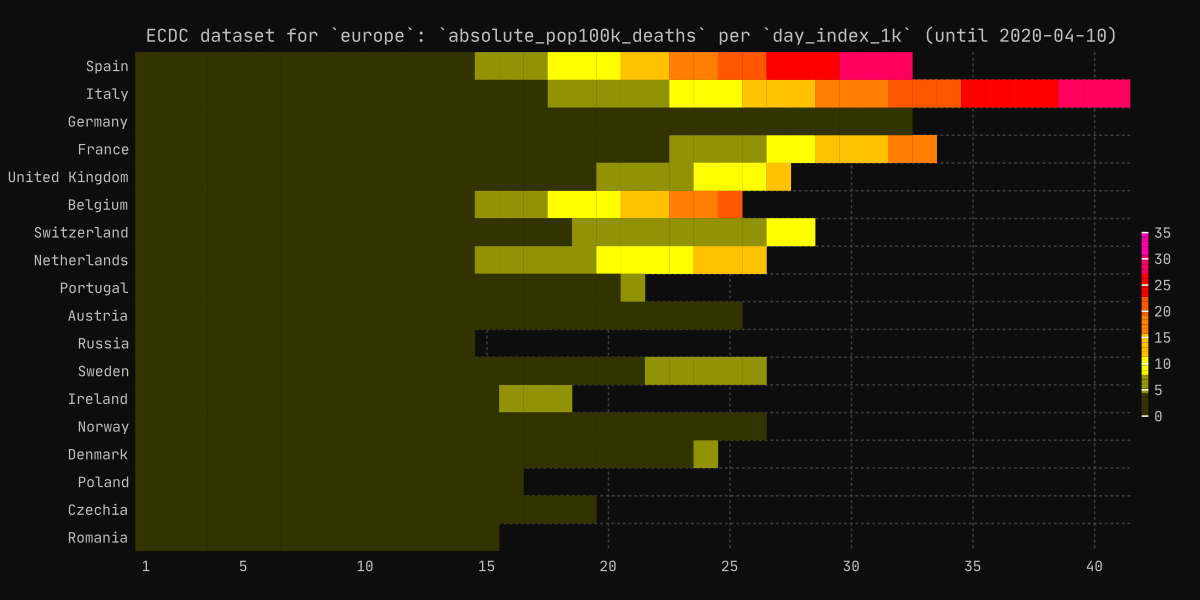 ECDC dataset for `europe`: `absolute_pop100k_deaths` per `day_index_1k` (until 2020-04-10)
Spain
Italy
Germany
France
United Kingdom
Belgium
Switzerland
Netherlands
Portugal
Austria
Russia
Sweden
Ireland
Norway
Denmark
Poland
Czechia
Romania
1 5 10 15 20 25 30 35 40
35
30
25
20
15
10
5
0